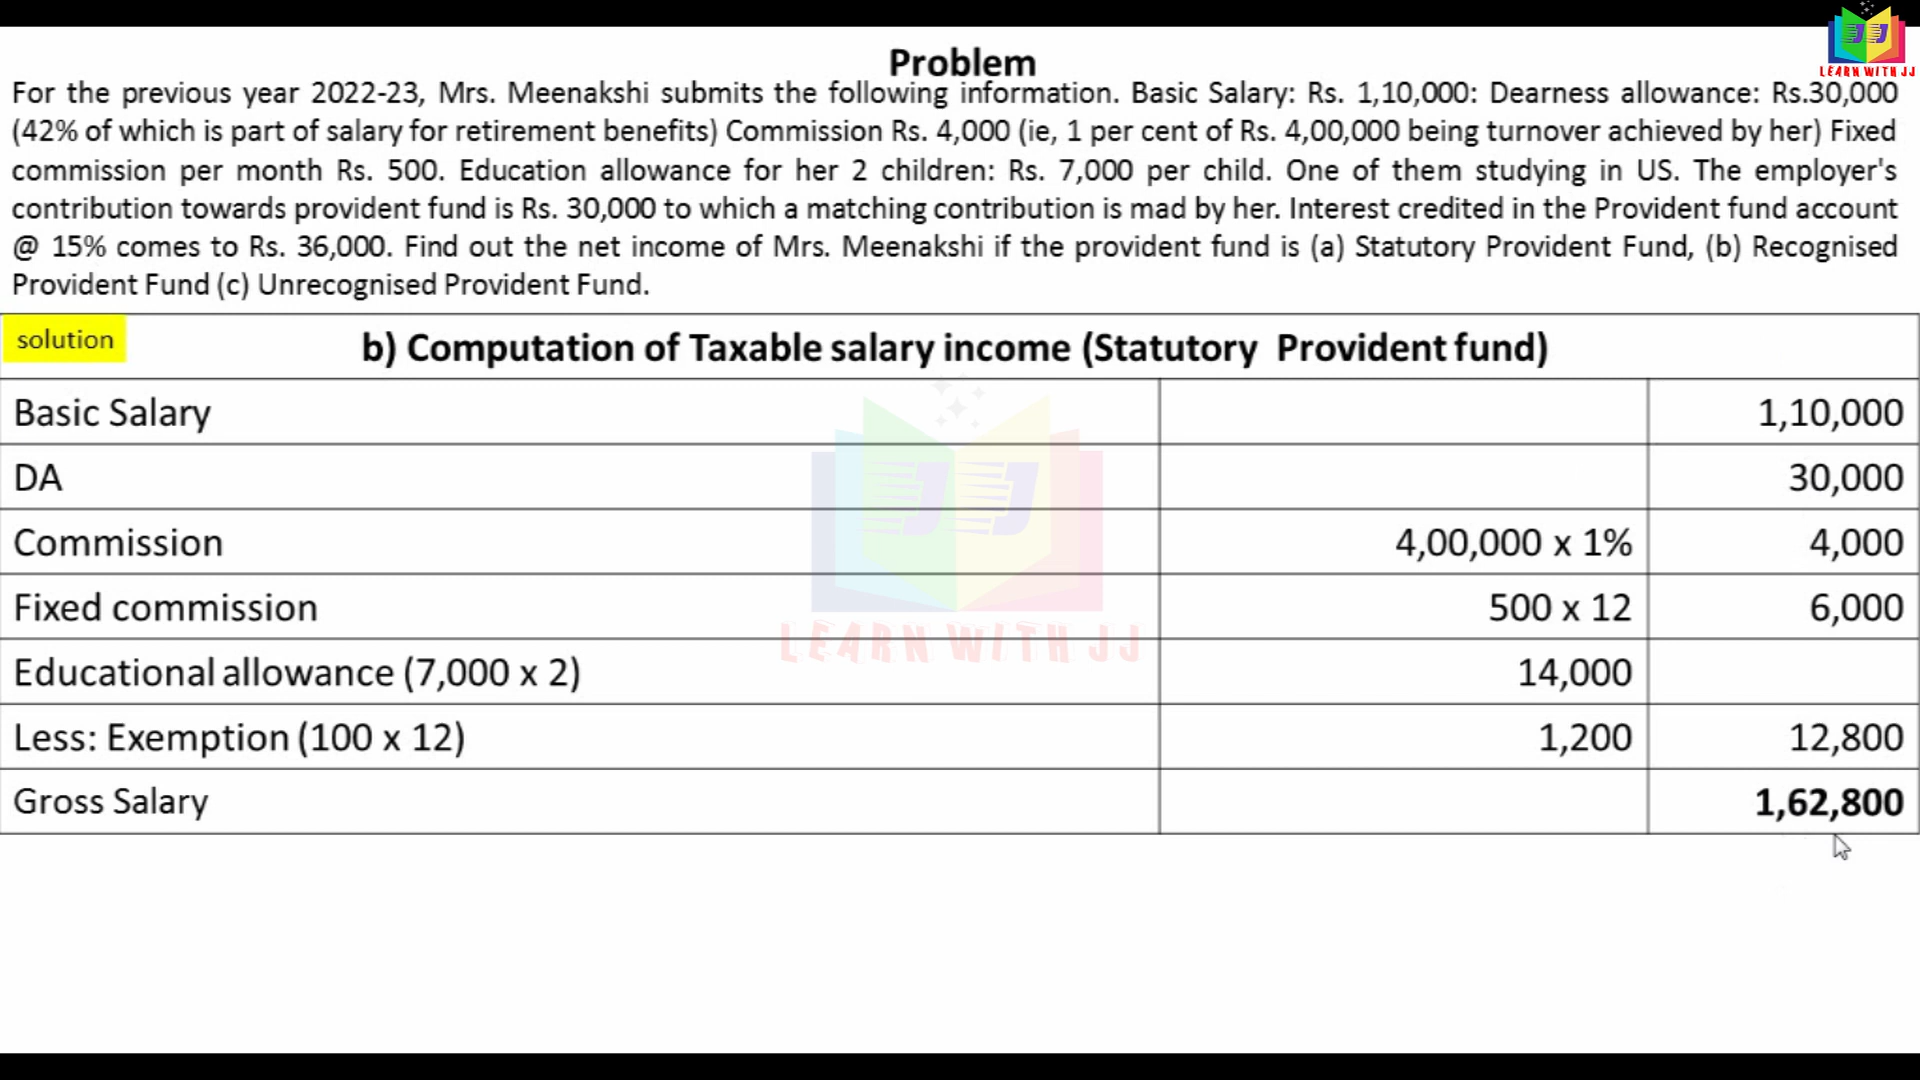 LEARN WITH JJ
Problem
For the previous year 2022-23, Mrs. Meenakshi submits the following information. Basic Salary: Rs. 1,10,000: Dearness allowance: Rs.30,000
(42% of which is part of salary for retirement benefits) Commission Rs. 4,000 (ie, 1 per cent of Rs. 4,00,000 being turnover achieved by her) Fixed
commission per month Rs. 500. Education allowance for her 2 children: Rs. 7,000 per child. One of them studying in US. The employer's
contribution towards provident fund is Rs. 30,000 to which a matching contribution is mad by her. Interest credited in the Provident fund account
@ 15% comes to Rs. 36,000. Find out the net income of Mrs. Meenakshi if the provident fund is (a) Statutory Provident Fund, (b) Recognised
Provident Fund (c) Unrecognised Provident Fund.
solution
b) Computation of Taxable salary income (Statutory Provident fund)
Basic Salary 1,10,000
DA 30,000
Commission 4,00,000 x 1% 4,000
Fixed commission 500 x 12 6,000
LEARN WITH JJ
Educational allowance (7,000 x 2) 14,000
Less: Exemption (100 x 12) 1,200 12,800
Gross Salary 1,62,800